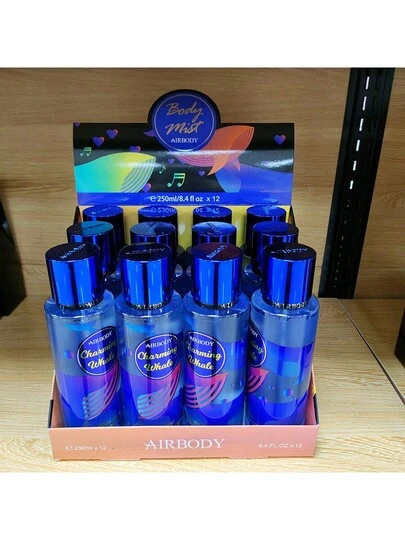 Body
Mist
AIRBODY
℮ 250ml/8.4 fl oz x 12
AIRBODY
Charming
Whale
AIRBODY
Charming
Whale
AIRBODY
Charming
Whale
℮ 250ml x 12
AIRBODY
8.4 FL OZ x 12